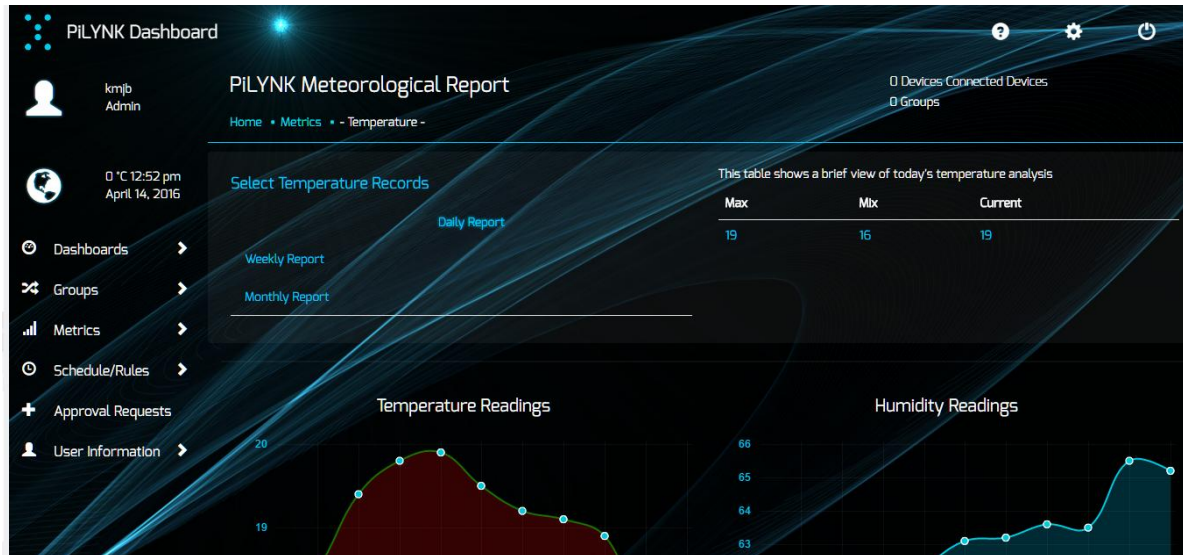 PiLYNK Dashboard
kmjb
Admin
0 °C 12:52 pm
April 14, 2016
Dashboards
Groups
Metrics
Schedule/Rules
Approval Requests
User Information
PiLYNK Meteorological Report
0 Devices Connected Devices
0 Groups
Home • Metrics • - Temperature -
Select Temperature Records
Daily Report
Weekly Report
Monthly Report
This table shows a brief view of today's temperature analysis
Max Mix Current
19 16 19
Temperature Readings
20
19
Humidity Readings
66
65
64
63